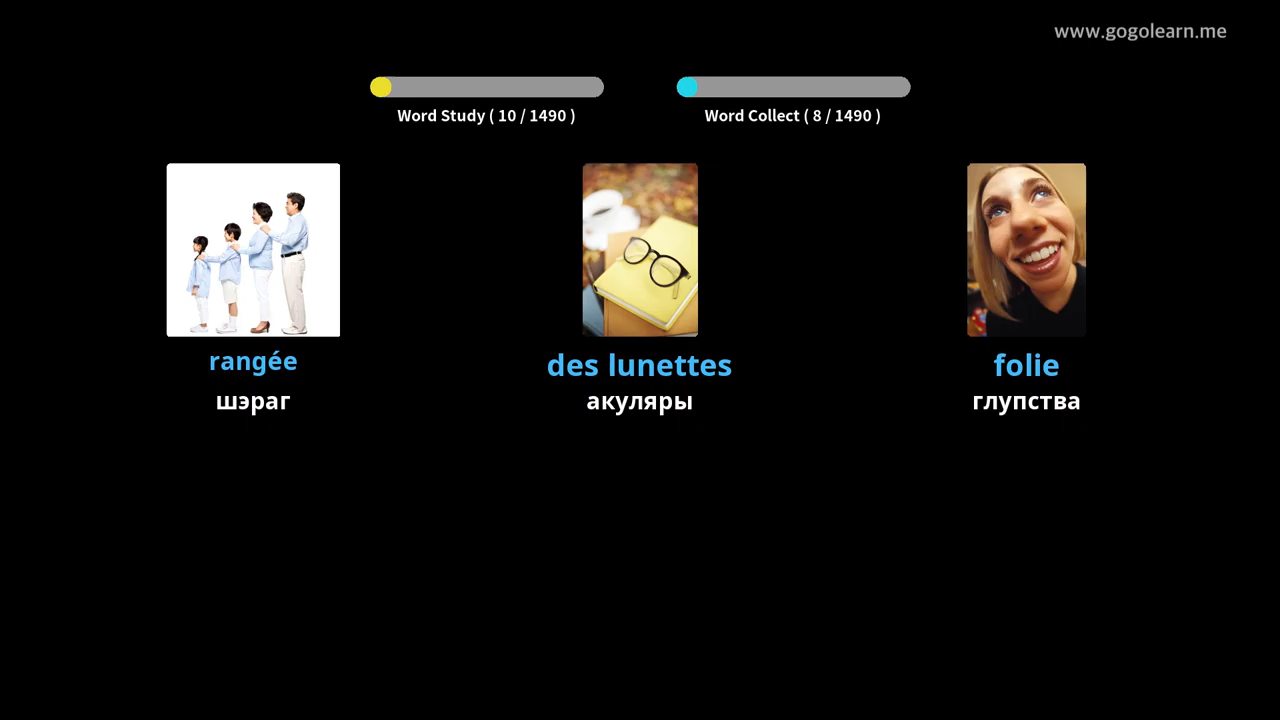 www.gogolearn.me
Word Study ( 10 / 1490 )
Word Collect ( 8 / 1490 )
rangée
des lunettes
folie
шэраг
акуляры
глупства